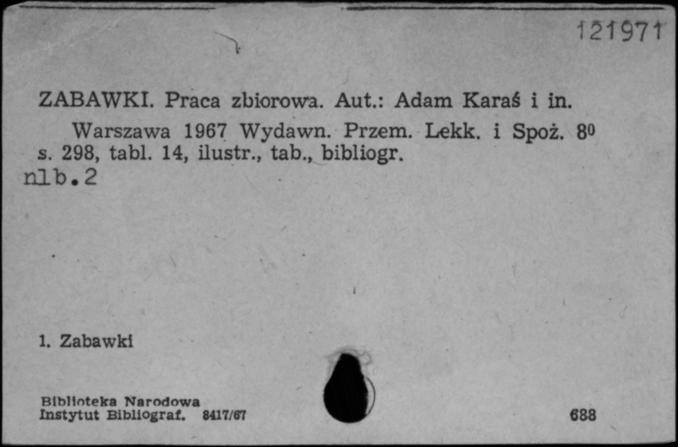 121971
ZABAWKI. Praca zbiorowa. Aut.: Adam Karaś i in.
Warszawa 1967 Wydawn. Przem. Lekk. i Spoż. 8⁰
s. 298, tabl. 14, ilustr., tab., bibliogr.
nlb.2
1. Zabawki
Biblioteka Narodowa
Instytut Bibliograf. 8417/67
688